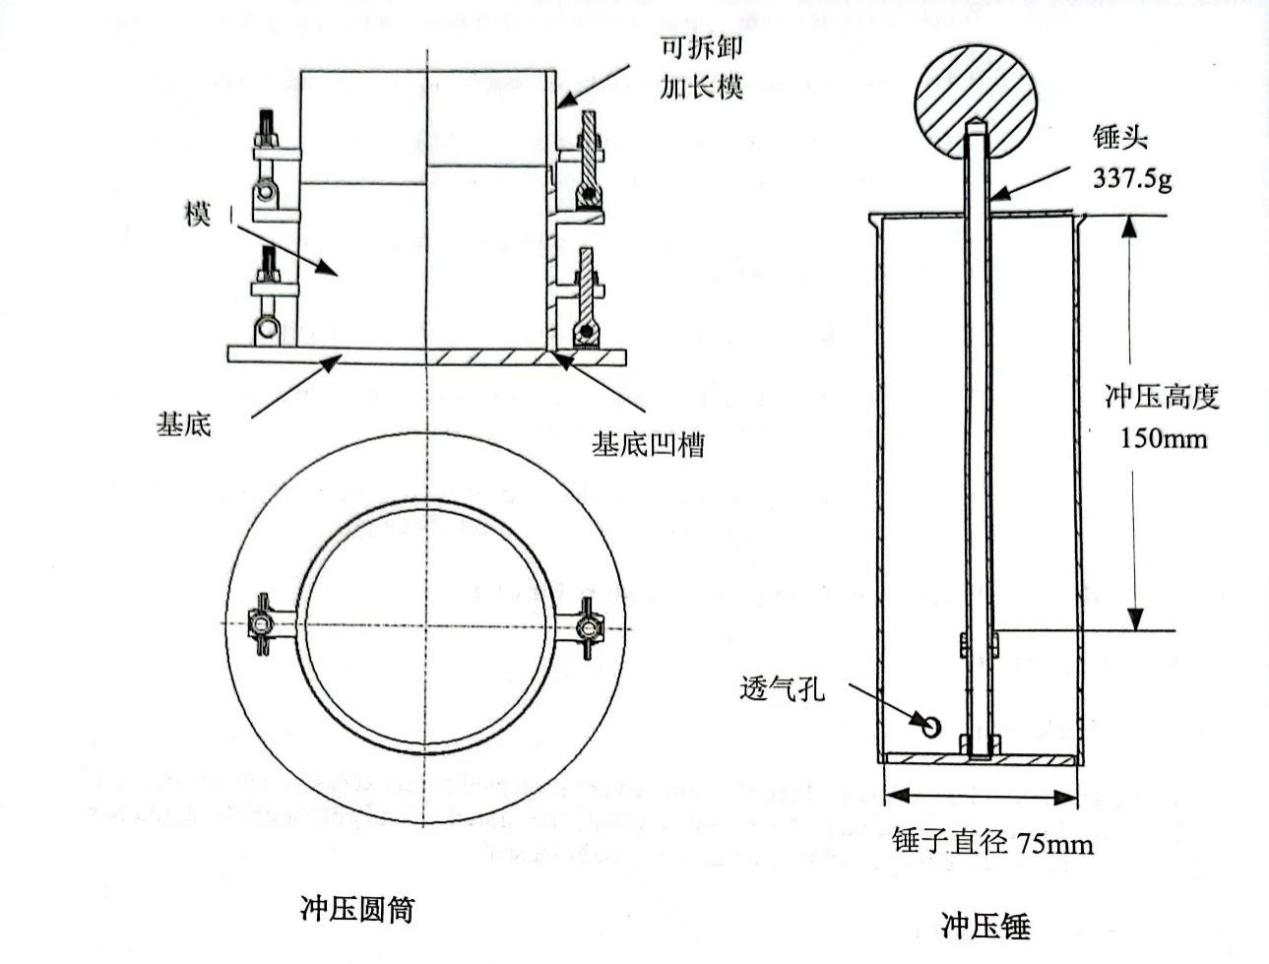 可拆卸
加长模
模
基底
基底凹槽
冲压圆筒
锤头
337.5g
冲压高度
150mm
透气孔
锤子直径 75mm
冲压锤